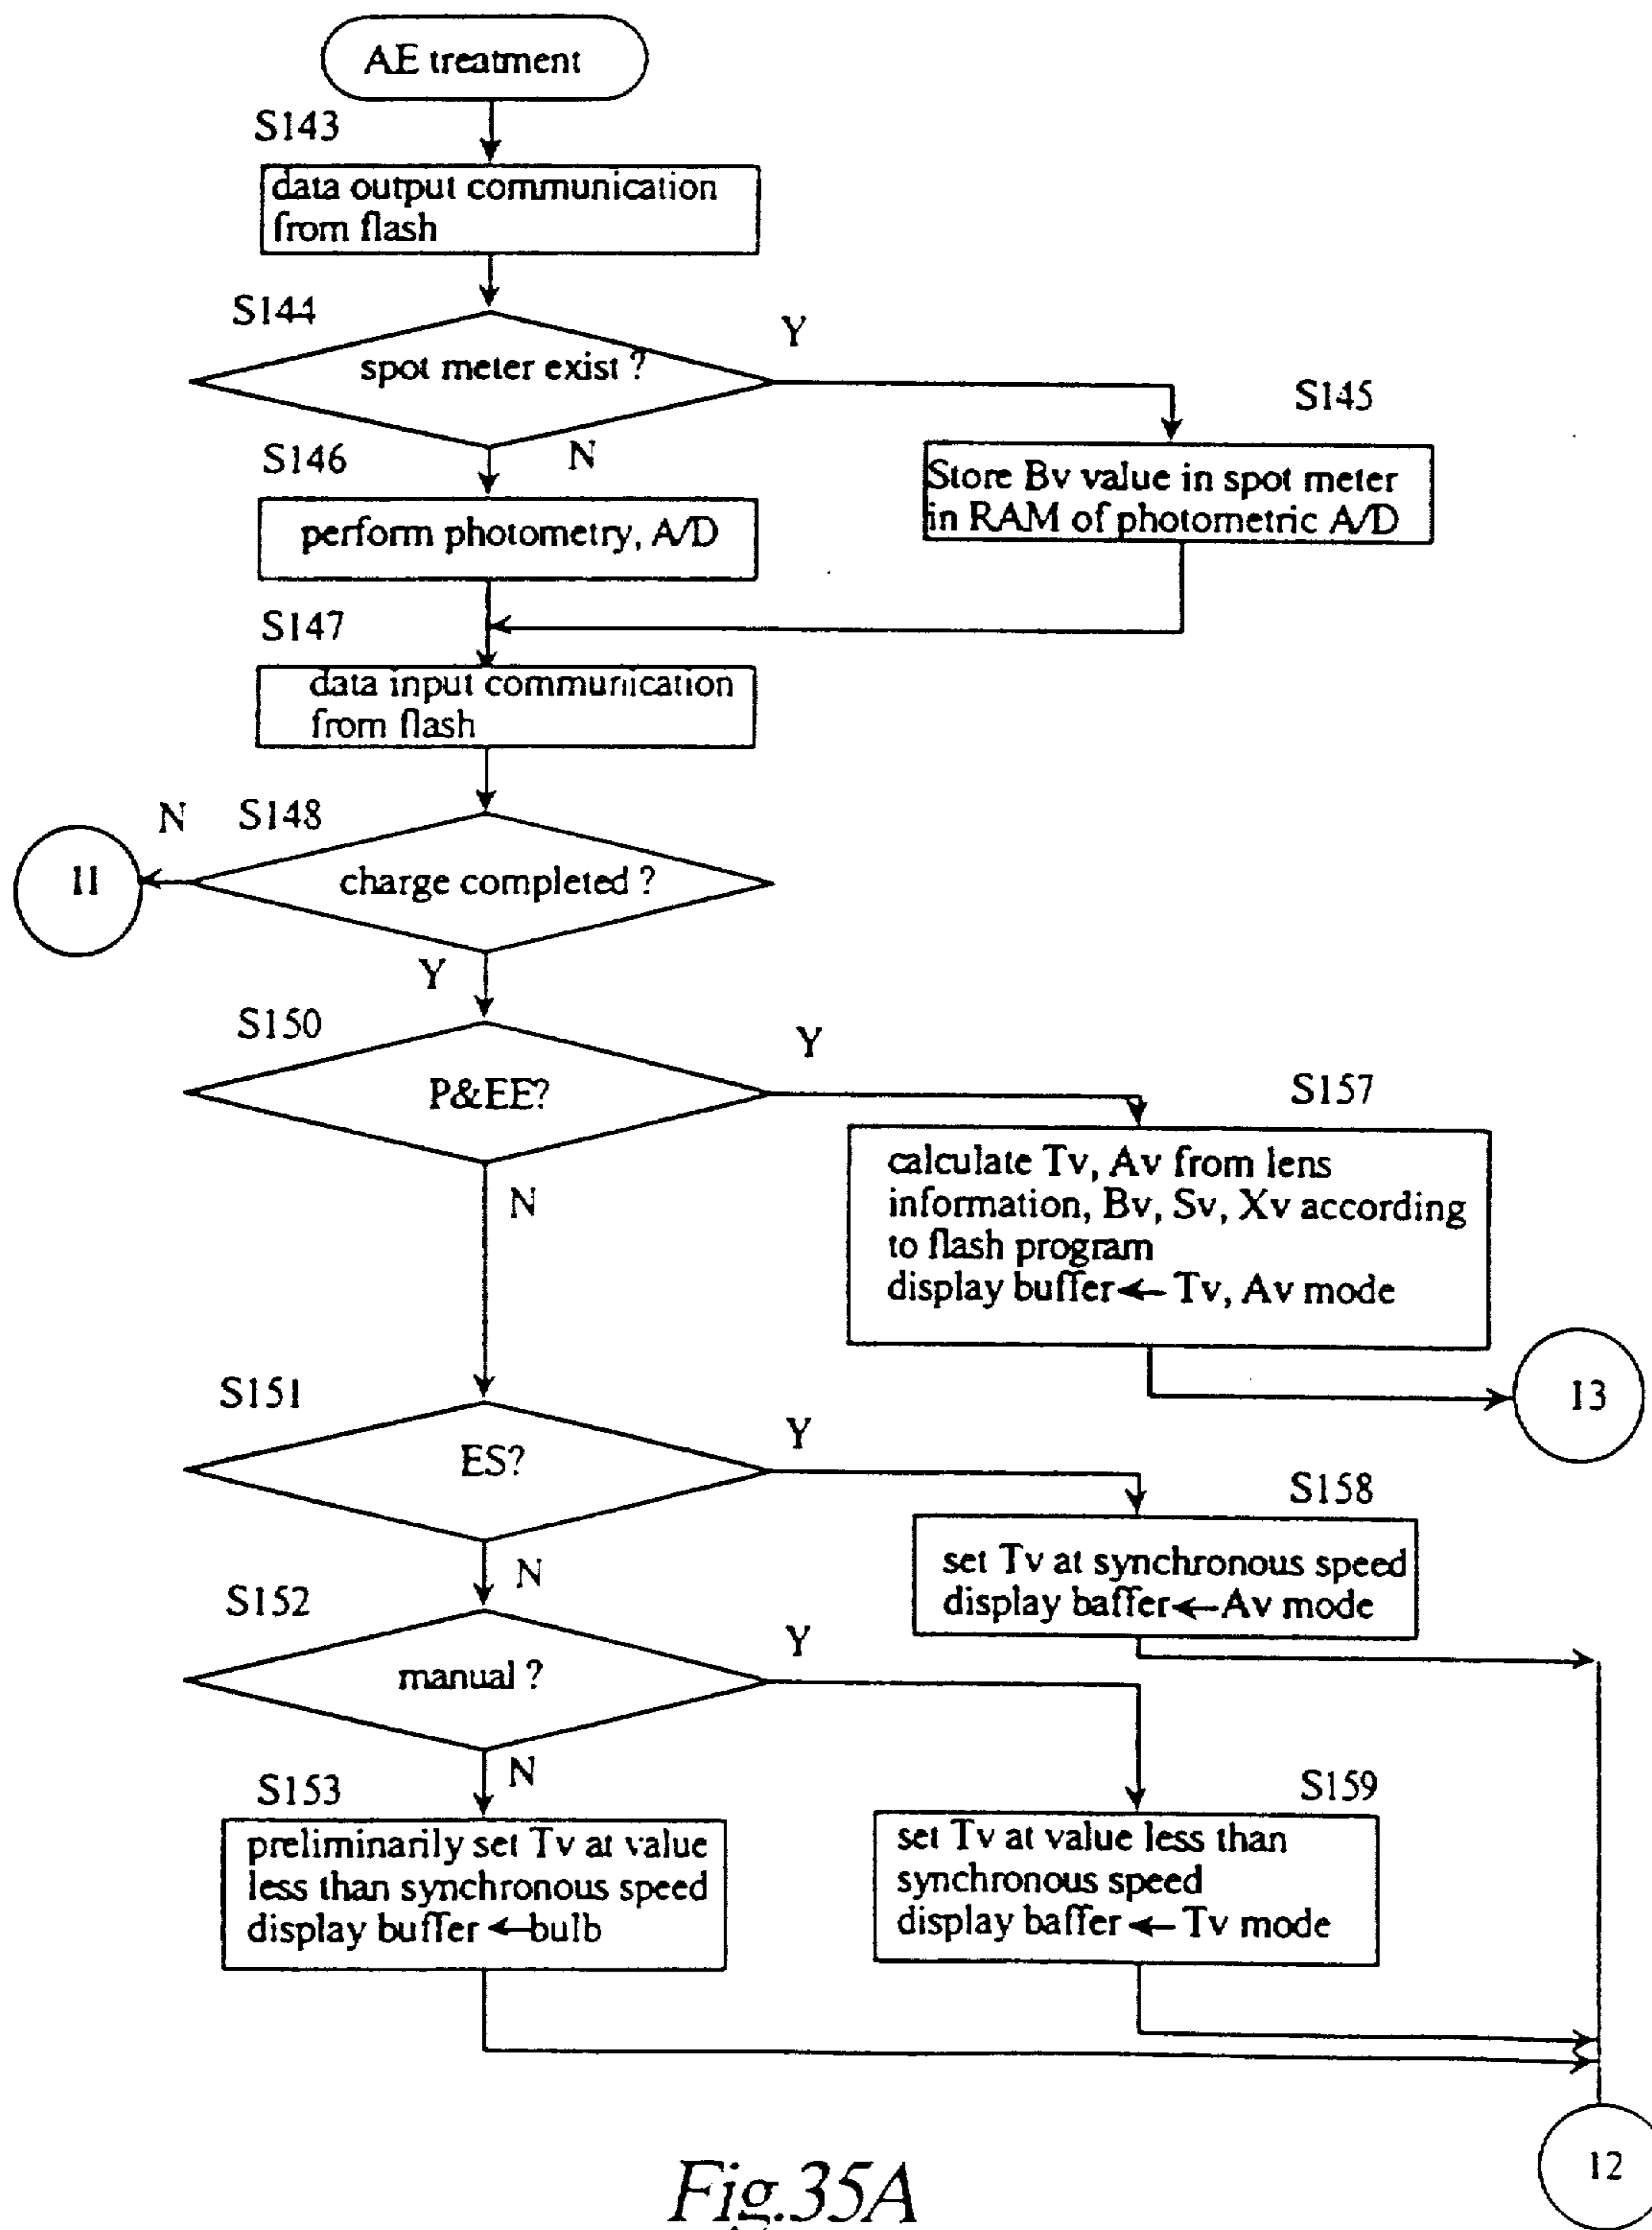 AE treatment
S143
data output communication
from flash
S144
spot meter exist ?
Y
S145
Store Bv value in spot meter
in RAM of photometric A/D
N
S146
perform photometry, A/D
S147
data input communication
from flash
N
S148
11
charge completed ?
Y
S150
P&EE?
Y
S157
calculate Tv, Av from lens
information, Bv, Sv, Xv according
to flash program
display buffer ← Tv, Av mode
13
N
S151
ES?
Y
S158
set Tv at synchronous speed
display baffer ← Av mode
N
S152
manual ?
Y
S159
set Tv at value less than
synchronous speed
display baffer ← Tv mode
N
S153
preliminarily set Tv at value
less than synchronous speed
display buffer ← bulb
12
Fig.35A